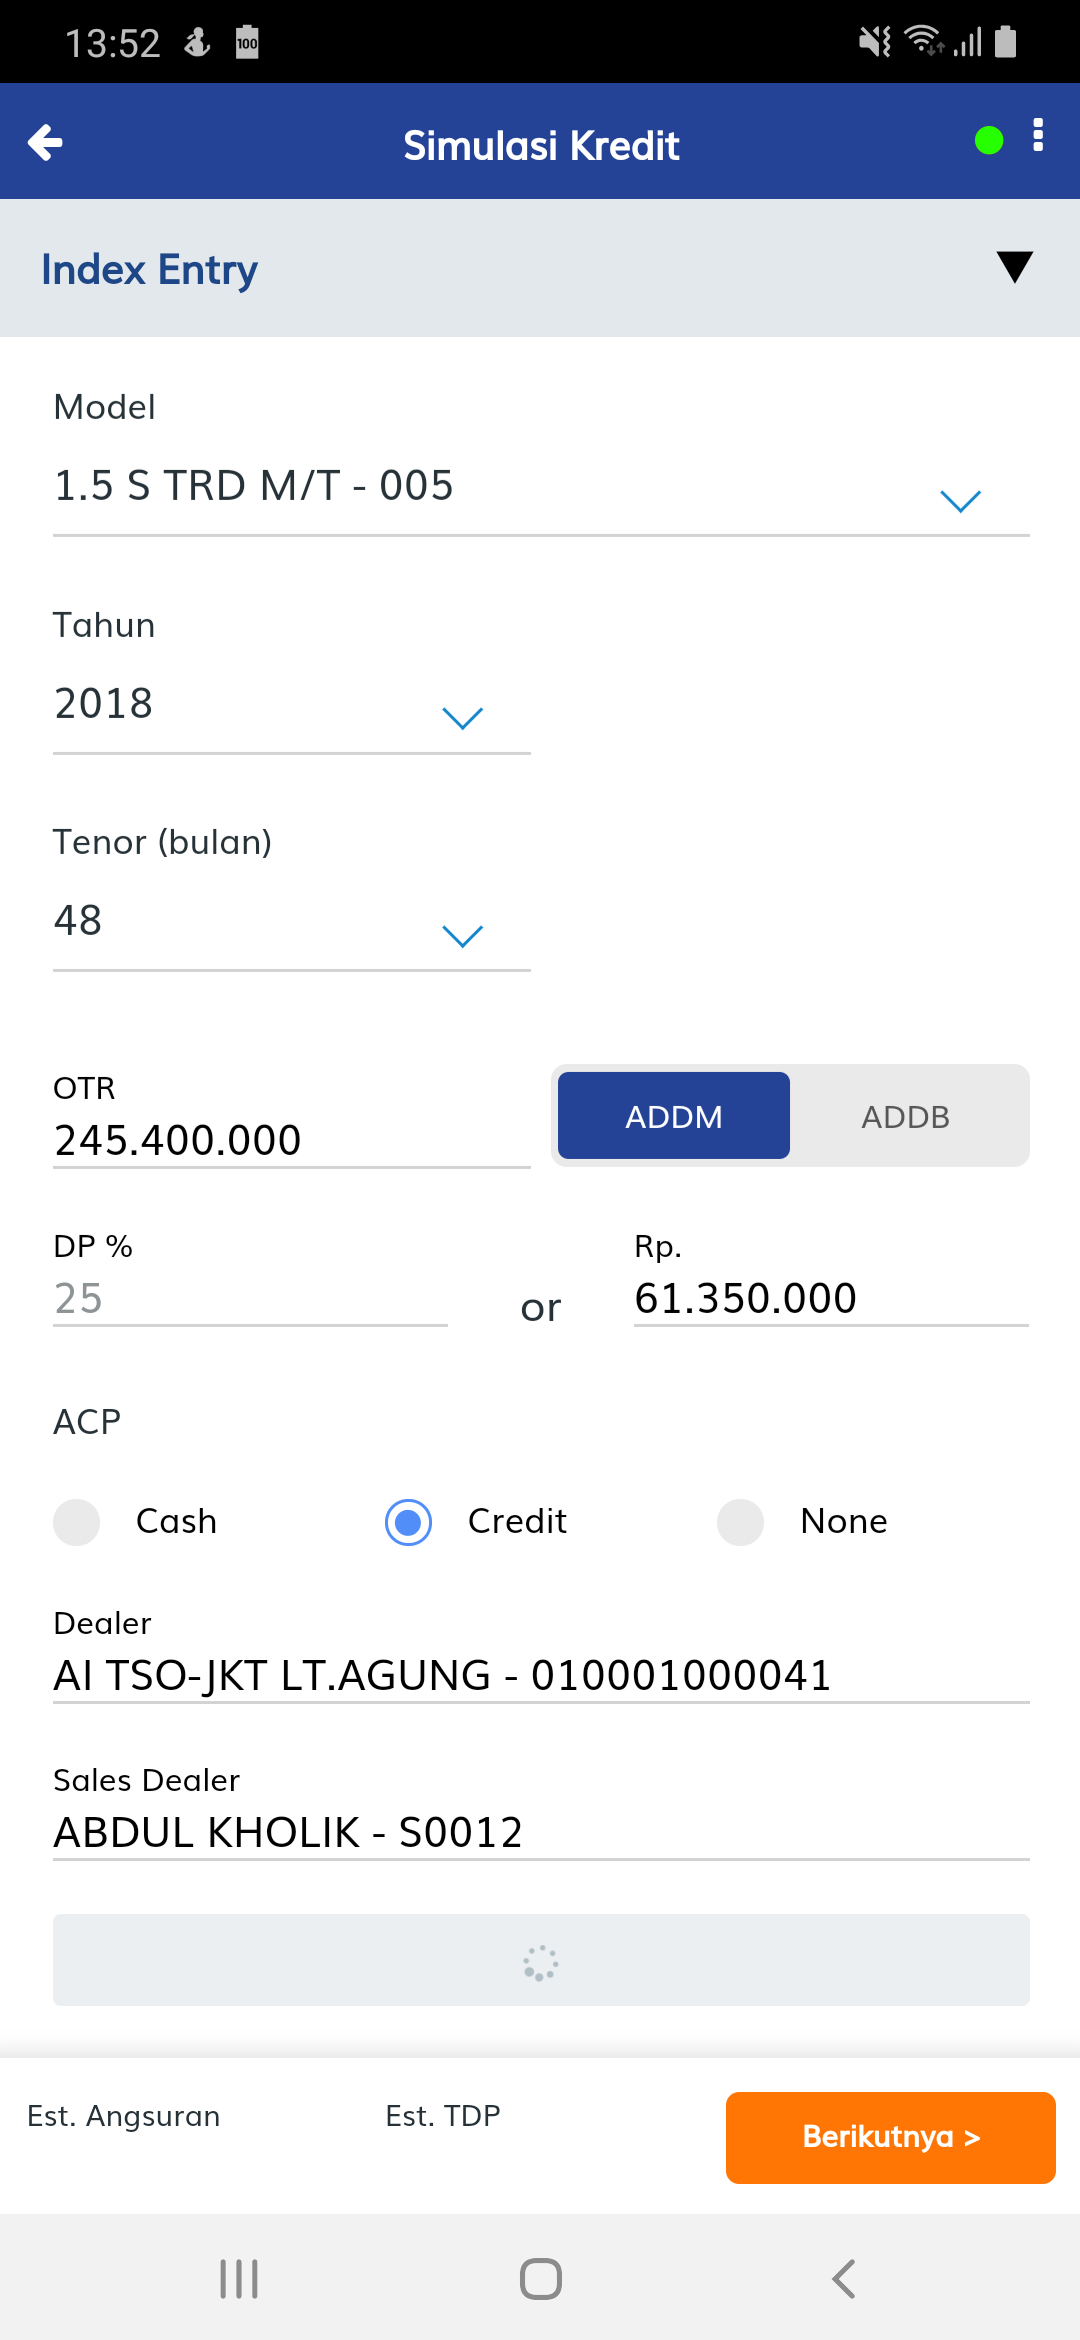 13:52
100
Simulasi Kredit
Index Entry
Model
1.5 S TRD M/T - 005
Tahun
2018
Tenor (bulan)
48
OTR
245.400.000
ADDM
ADDB
DP %
25
or
Rp.
61.350.000
ACP
Cash
Credit
None
Dealer
AI TSO-JKT LT.AGUNG - 010001000041
Sales Dealer
ABDUL KHOLIK - S0012
Est. Angsuran
Est. TDP
Berikutnya >